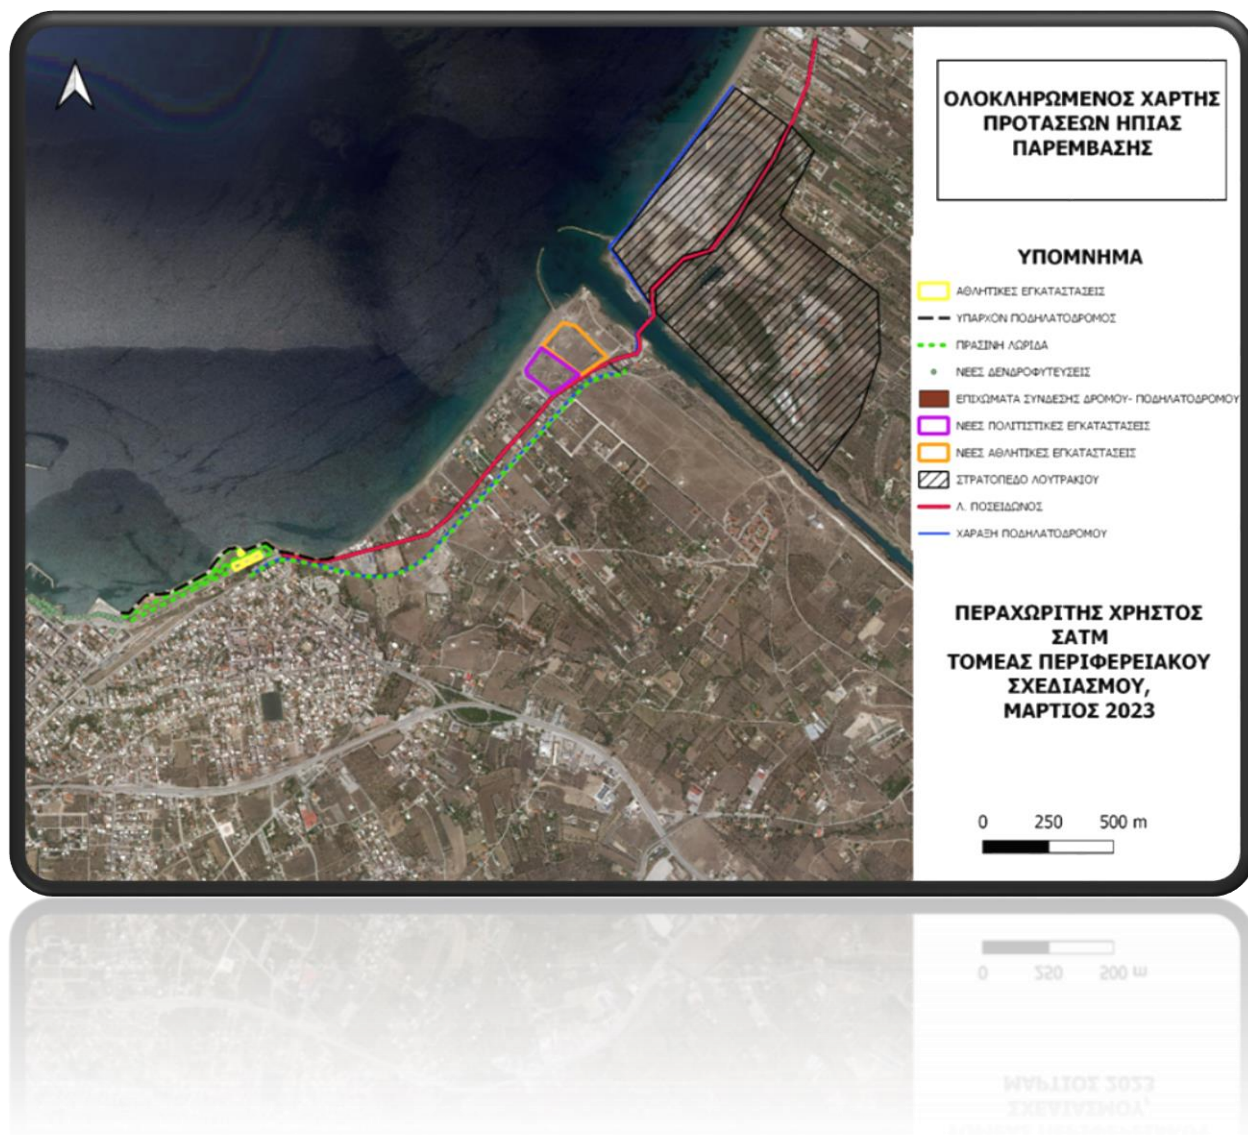 ΟΛΟΚΛΗΡΩΜΕΝΟΣ ΧΑΡΤΗΣ
ΠΡΟΤΑΣΕΩΝ ΗΠΙΑΣ
ΠΑΡΕΜΒΑΣΗΣ
ΥΠΟΜΝΗΜΑ
ΑΘΛΗΤΙΚΕΣ ΕΓΚΑΤΑΣΤΑΣΕΙΣ
ΥΠΑΡΧΟΝ ΠΟΔΗΛΑΤΟΔΡΟΜΟΣ
ΠΡΑΣΙΝΗ ΛΩΡΙΔΑ
ΝΕΕΣ ΔΕΝΔΡΟΦΥΤΕΥΣΕΙΣ
ΕΠΙΧΩΜΑΤΑ ΣΥΝΔΕΣΗΣ ΔΡΟΜΟΥ- ΠΟΔΗΛΑΤΟΔΡΟΜΟΥ
ΝΕΕΣ ΠΟΛΙΤΙΣΤΙΚΕΣ ΕΓΚΑΤΑΣΤΑΣΕΙΣ
ΝΕΕΣ ΑΘΛΗΤΙΚΕΣ ΕΓΚΑΤΑΣΤΑΣΕΙΣ
ΣΤΡΑΤΟΠΕΔΟ ΛΟΥΤΡΑΚΙΟΥ
Λ. ΠΟΣΕΙΔΩΝΟΣ
ΧΑΡΑΞΗ ΠΟΔΗΛΑΤΟΔΡΟΜΟΥ
ΠΕΡΑΧΩΡΙΤΗΣ ΧΡΗΣΤΟΣ
ΣΑΤΜ
ΤΟΜΕΑΣ ΠΕΡΙΦΕΡΕΙΑΚΟΥ
ΣΧΕΔΙΑΣΜΟΥ,
ΜΑΡΤΙΟΣ 2023
0 250 500 m